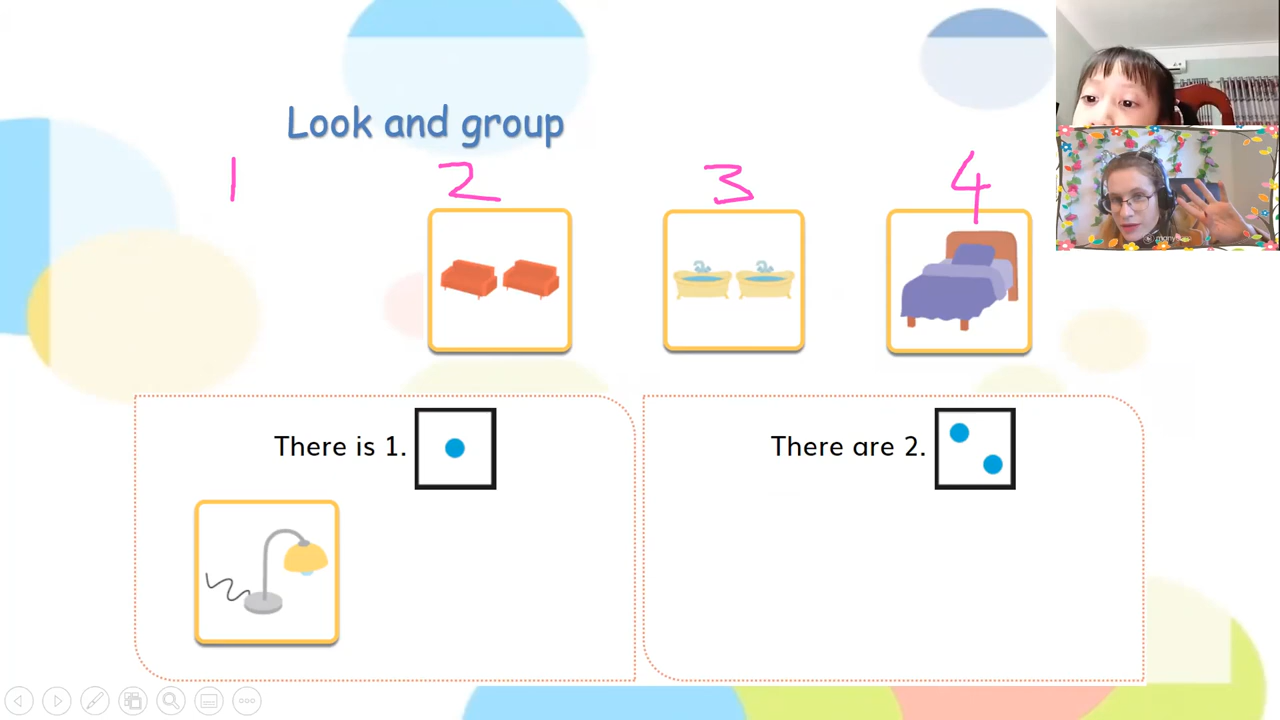 Look and group
1 2 3 4
There is 1.
There are 2.